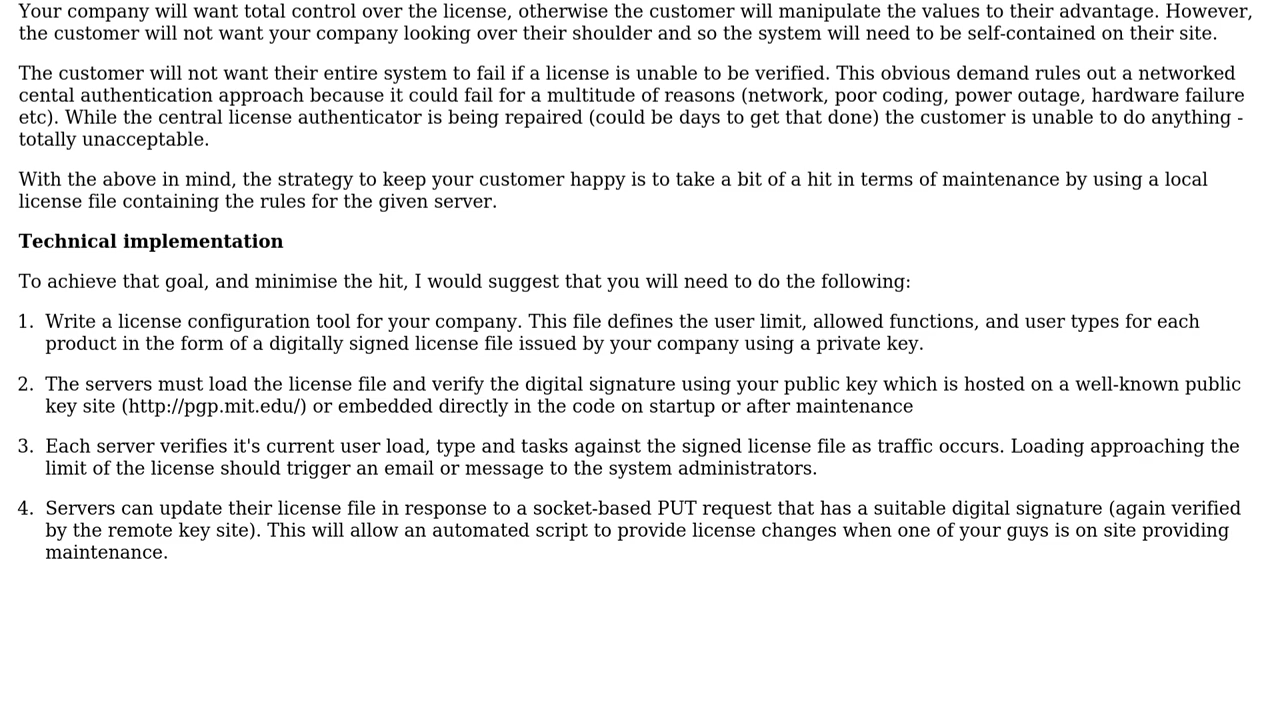 Your company will want total control over the license, otherwise the customer will manipulate the values to their advantage. However,
the customer will not want your company looking over their shoulder and so the system will need to be self-contained on their site.
The customer will not want their entire system to fail if a license is unable to be verified. This obvious demand rules out a networked
cental authentication approach because it could fail for a multitude of reasons (network, poor coding, power outage, hardware failure
etc). While the central license authenticator is being repaired (could be days to get that done) the customer is unable to do anything -
totally unacceptable.
With the above in mind, the strategy to keep your customer happy is to take a bit of a hit in terms of maintenance by using a local
license file containing the rules for the given server.
Technical implementation
To achieve that goal, and minimise the hit, I would suggest that you will need to do the following:
1. Write a license configuration tool for your company. This file defines the user limit, allowed functions, and user types for each
product in the form of a digitally signed license file issued by your company using a private key.
2. The servers must load the license file and verify the digital signature using your public key which is hosted on a well-known public
key site (http://pgp.mit.edu/) or embedded directly in the code on startup or after maintenance
3. Each server verifies it's current user load, type and tasks against the signed license file as traffic occurs. Loading approaching the
limit of the license should trigger an email or message to the system administrators.
4. Servers can update their license file in response to a socket-based PUT request that has a suitable digital signature (again verified
by the remote key site). This will allow an automated script to provide license changes when one of your guys is on site providing
maintenance.